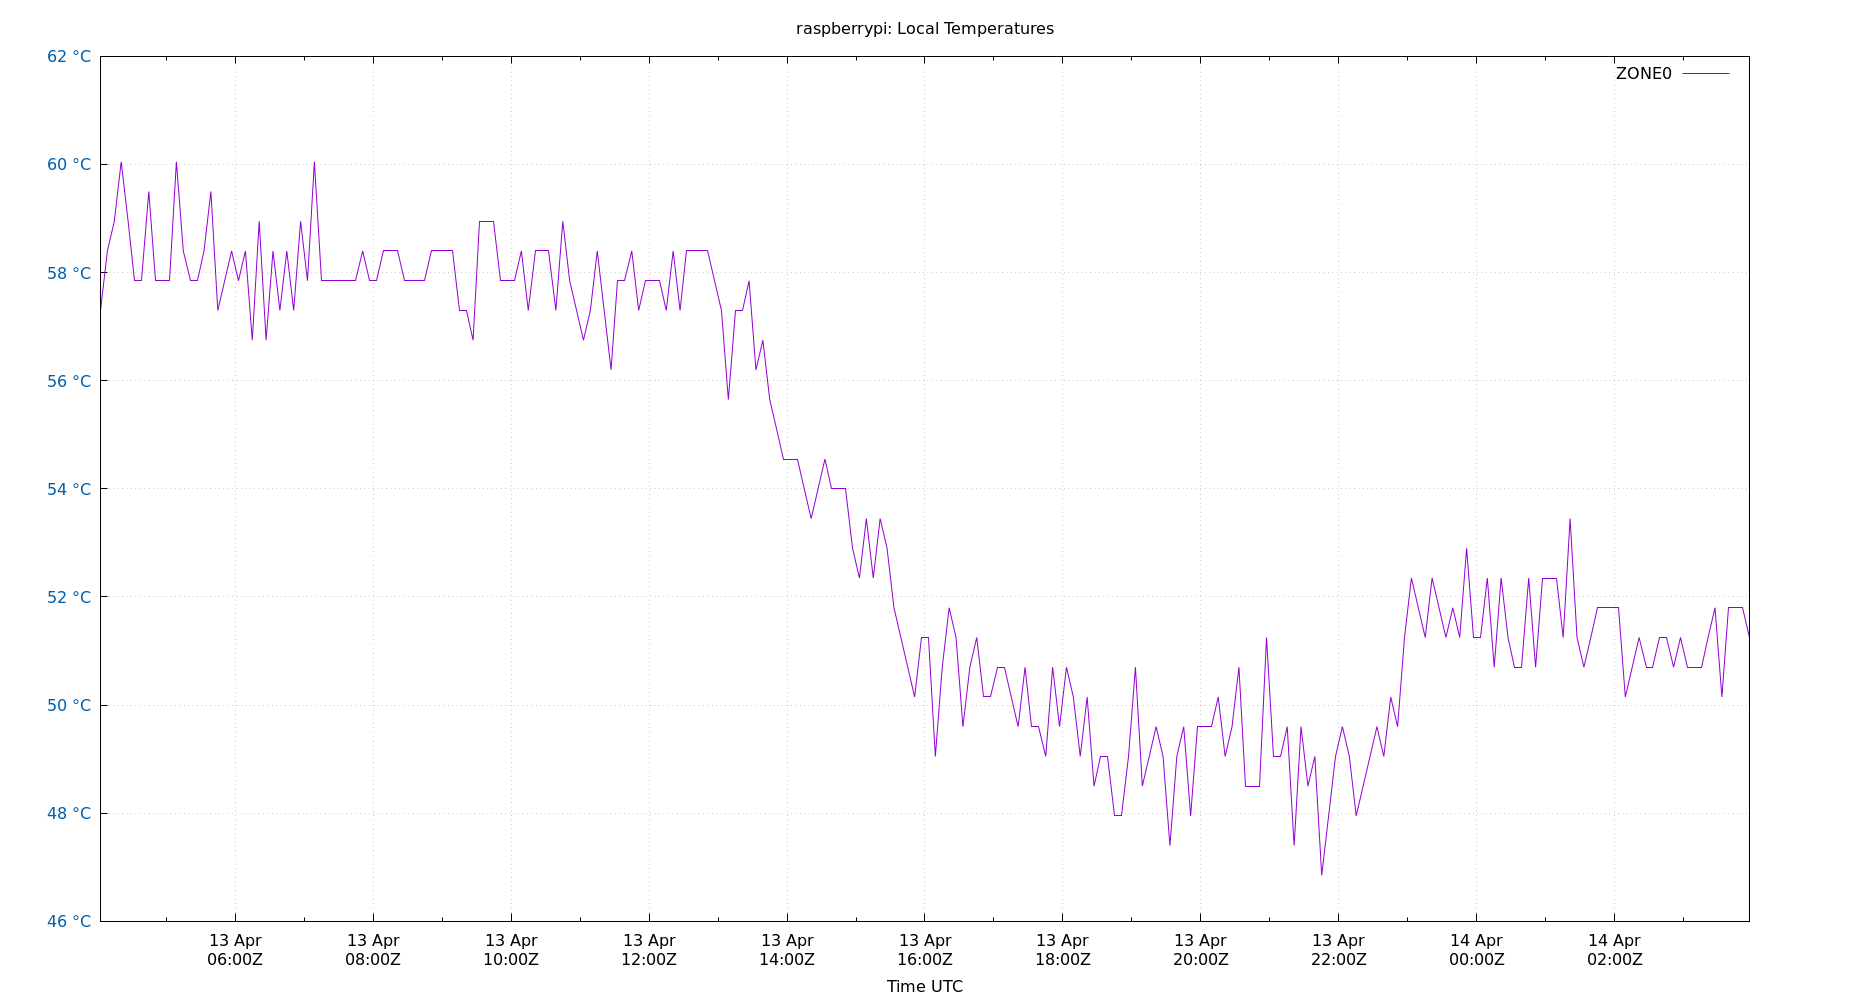 raspberrypi: Local Temperatures
ZONE0
62 °C
60 °C
58 °C
56 °C
54 °C
52 °C
50 °C
48 °C
46 °C
13 Apr 13 Apr 13 Apr 13 Apr 13 Apr 13 Apr 13 Apr 13 Apr 13 Apr 14 Apr 14 Apr
06:00Z 08:00Z 10:00Z 12:00Z 14:00Z 16:00Z 18:00Z 20:00Z 22:00Z 00:00Z 02:00Z
Time UTC